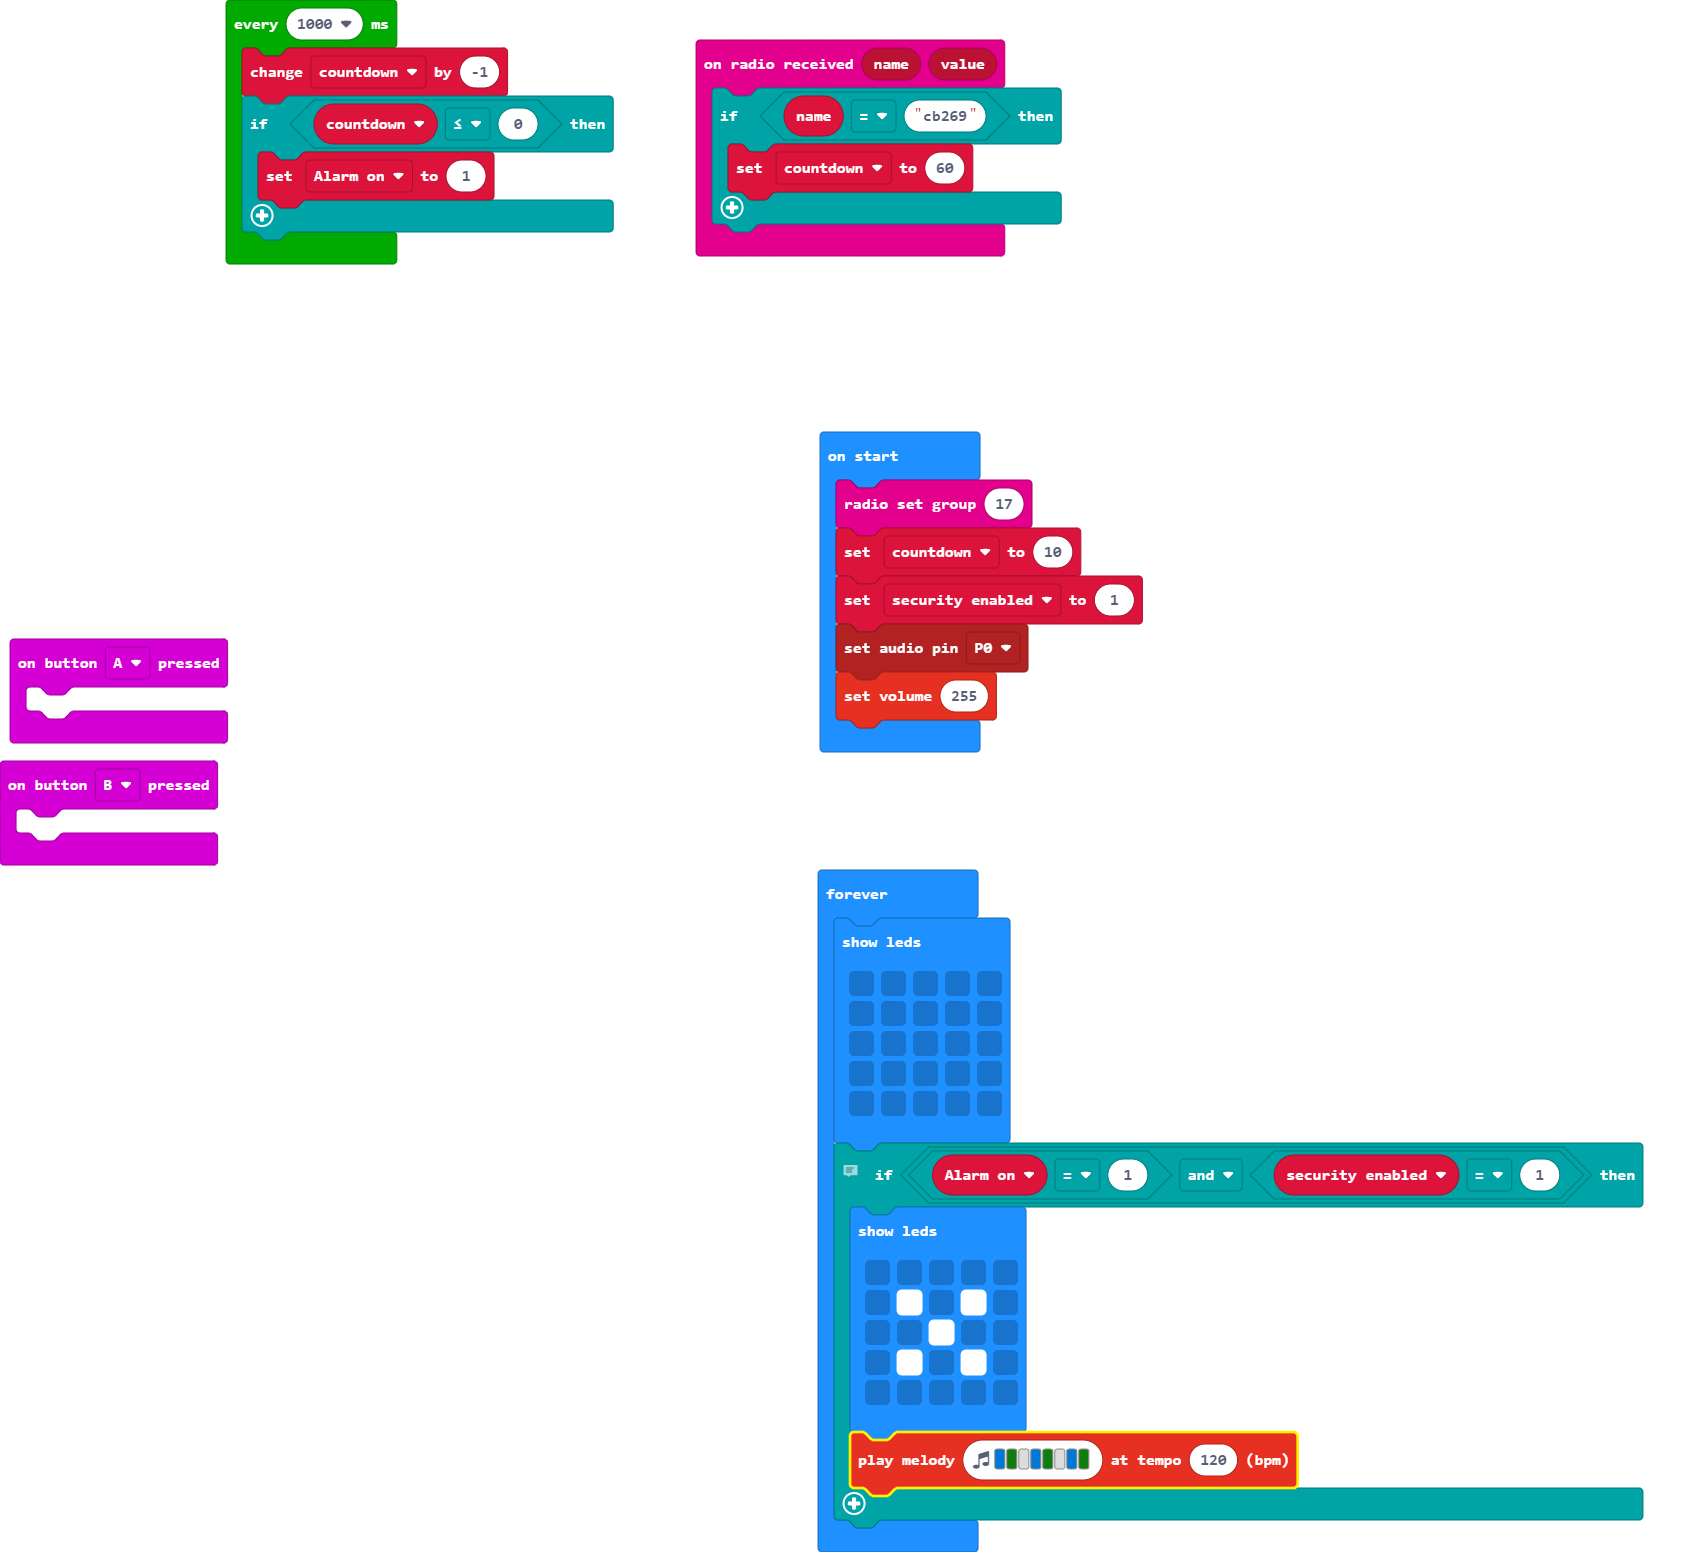 every 1000 ms
change countdown by -1
if countdown ≤ 0 then
set Alarm on to 1
on radio received name value
if name = "cb269" then
set countdown to 60
on start
radio set group 17
set countdown to 10
set security enabled to 1
set audio pin P0
set volume 255
on button A pressed
on button B pressed
forever
show leds
if Alarm on = 1 and security enabled = 1 then
show leds
play melody at tempo 120 (bpm)